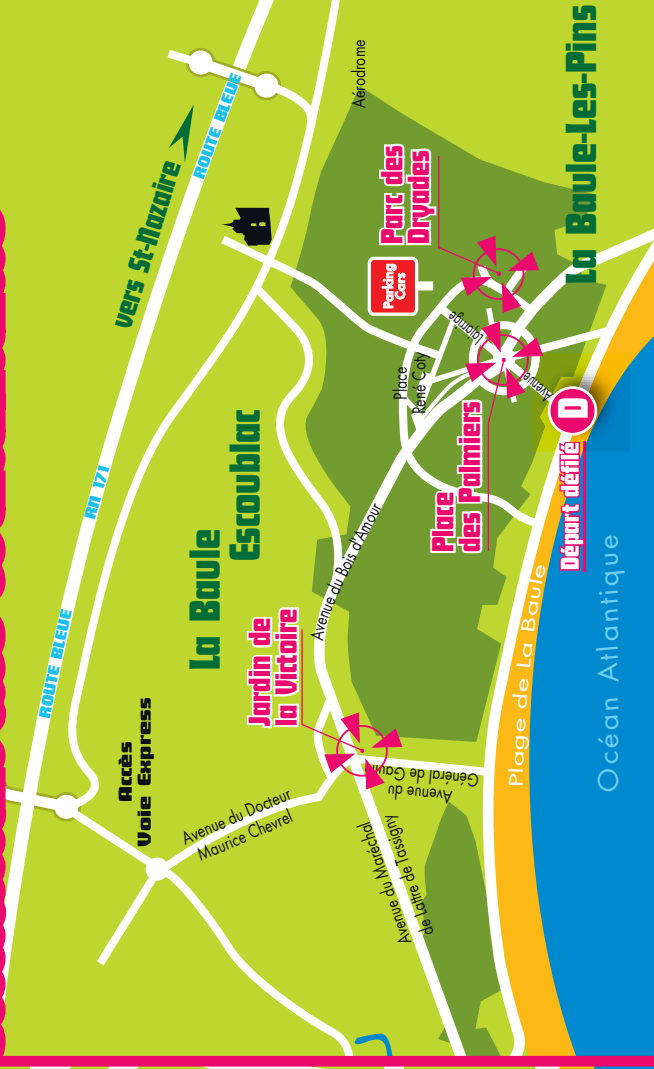 ROUTE BLEUE
RN 171
ROUTE BLEUE
vers St-Nazaire
Accès
Voie Express
La Baule
Escoublac
Aérodrome
Avenue du Docteur
Maurice Chevrel
Jardin de
la Victoire
Avenue du Bois d'Amour
Parking
Cars
Parc des
Dryades
Place
René Coty
Avenue
Lajarrige
Place
des Palmiers
Avenue du Maréchal
de Lattre de Tassigny
Avenue du
Général de Gaulle
La Baule-Les-Pins
Départ défilé D
Plage de La Baule
Océan Atlantique